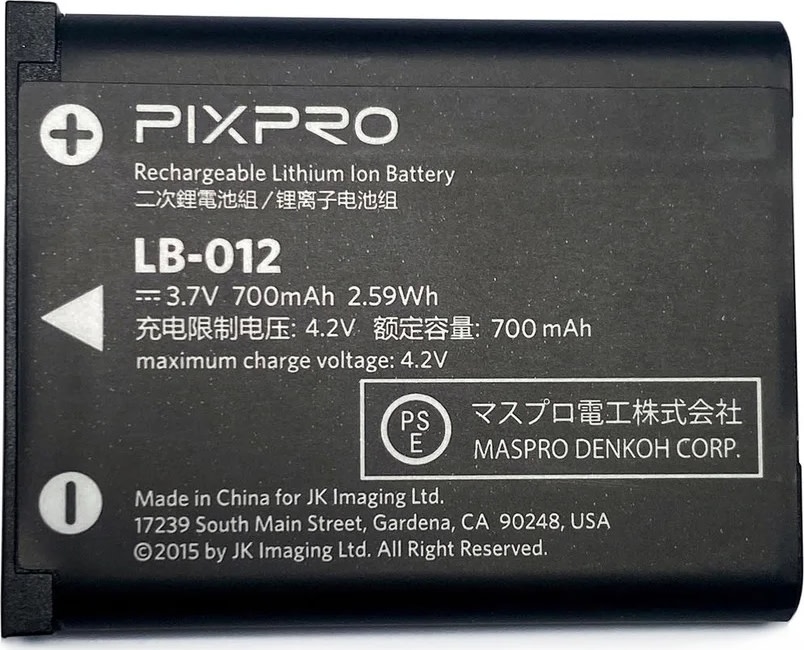 PIXPRO
Rechargeable Lithium Ion Battery
二次鋰電池組 / 锂离子电池组
LB-012
⎓ 3.7V 700mAh 2.59Wh
充电限制电压: 4.2V 额定容量: 700 mAh
maximum charge voltage: 4.2V
PS
E
マスプロ電工株式会社
MASPRO DENKOH CORP.
Made in China for JK Imaging Ltd.
17239 South Main Street, Gardena, CA 90248, USA
©2015 by JK Imaging Ltd. All Right Reserved.